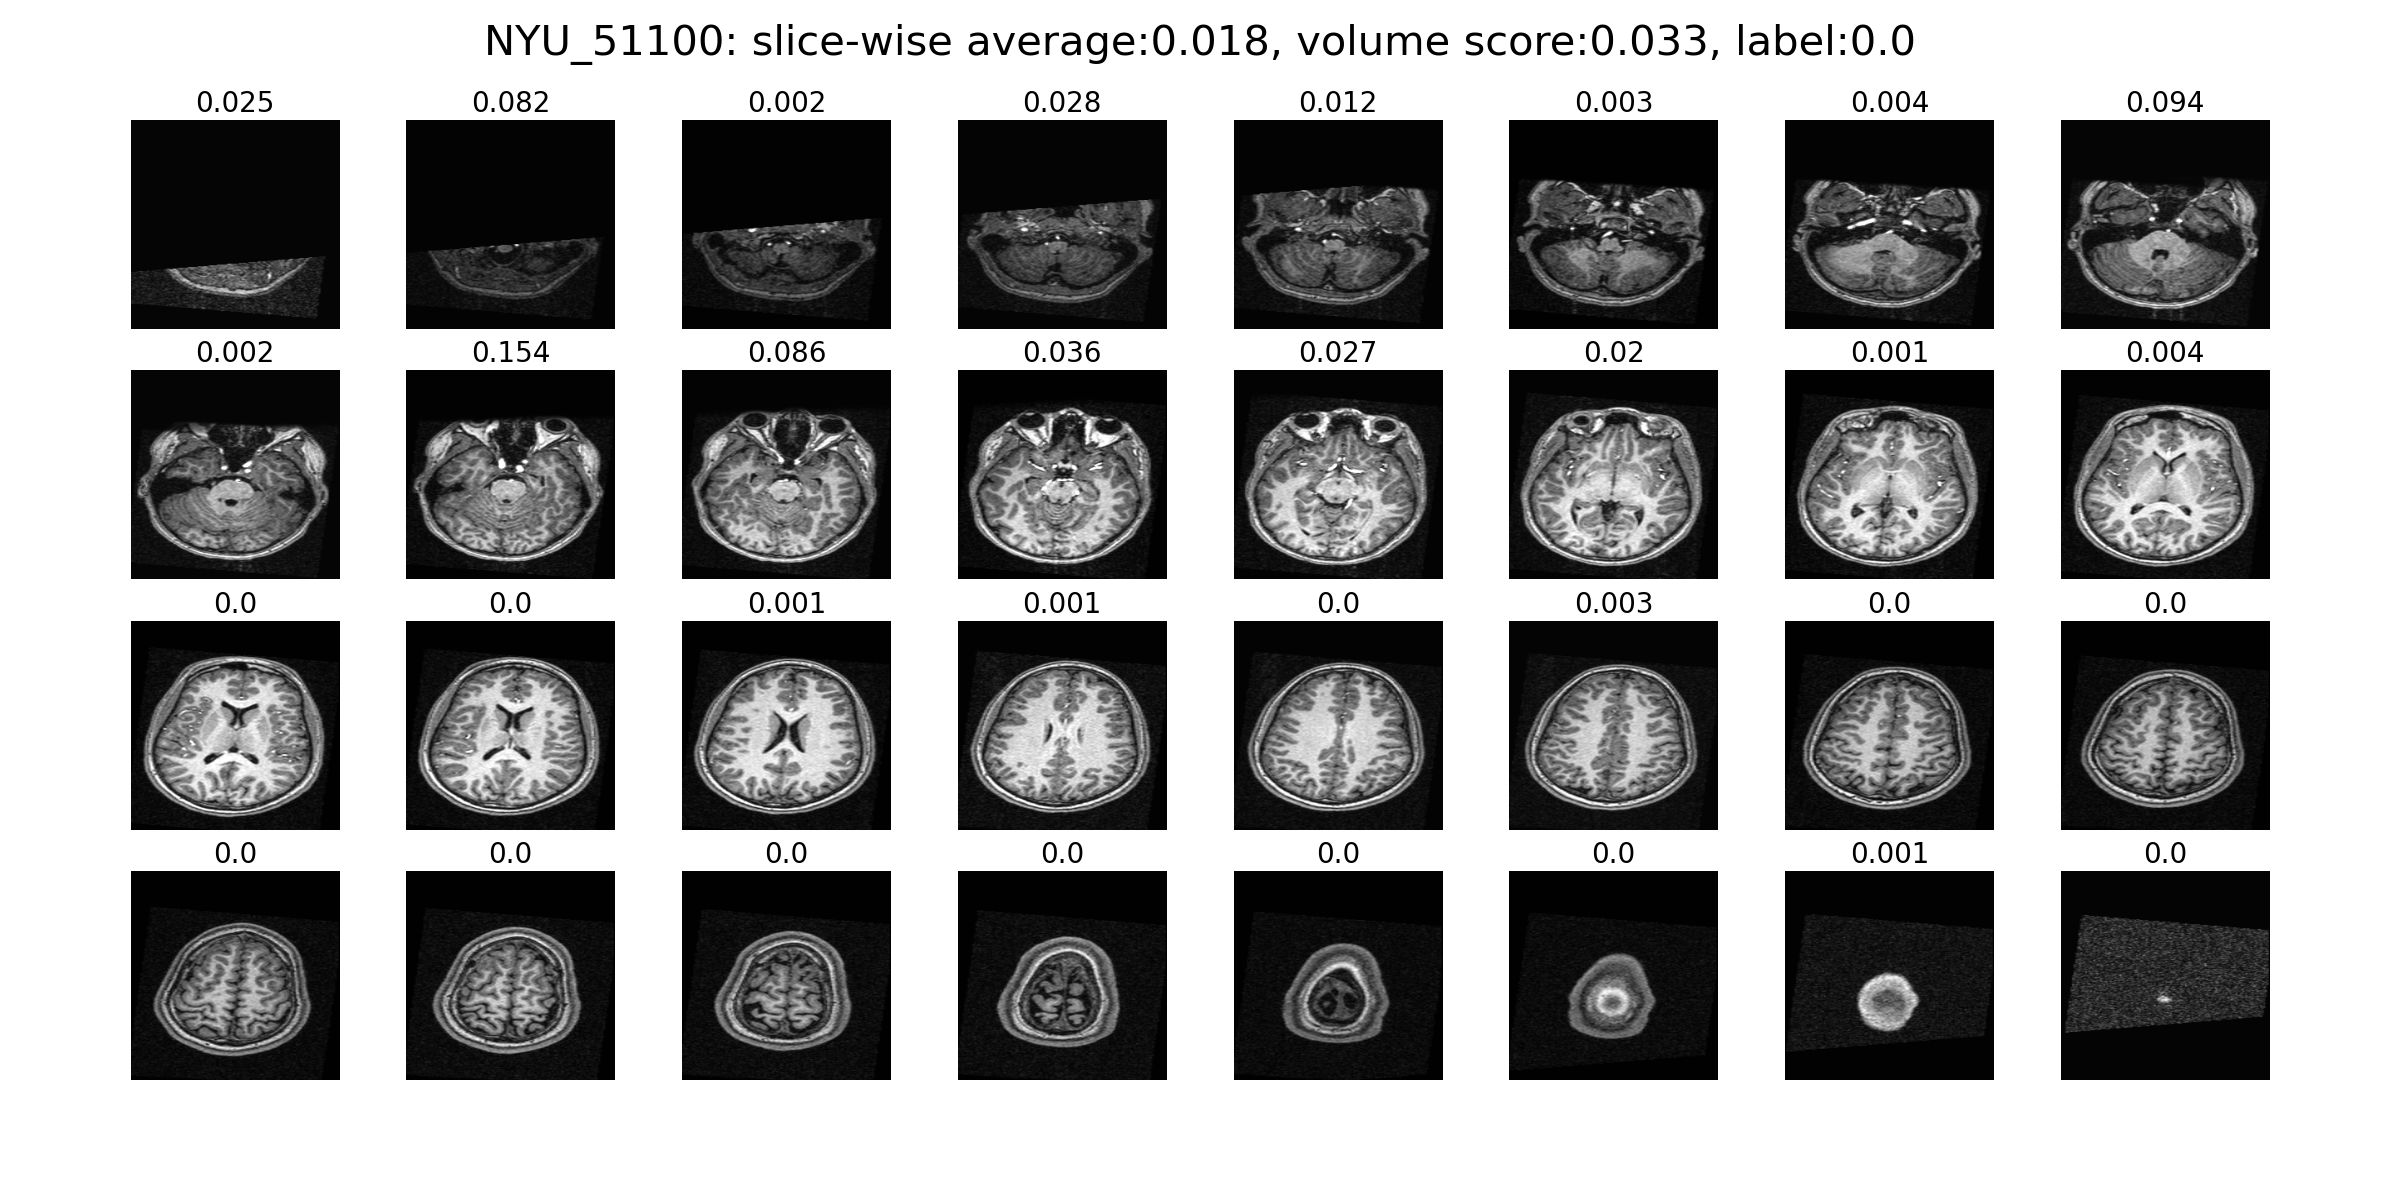 NYU_51100: slice-wise average:0.018, volume score:0.033, label:0.0
0.025 0.082 0.002 0.028 0.012 0.003 0.004 0.094
0.002 0.154 0.086 0.036 0.027 0.02 0.001 0.004
0.0 0.0 0.001 0.001 0.0 0.003 0.0 0.0
0.0 0.0 0.0 0.0 0.0 0.0 0.001 0.0